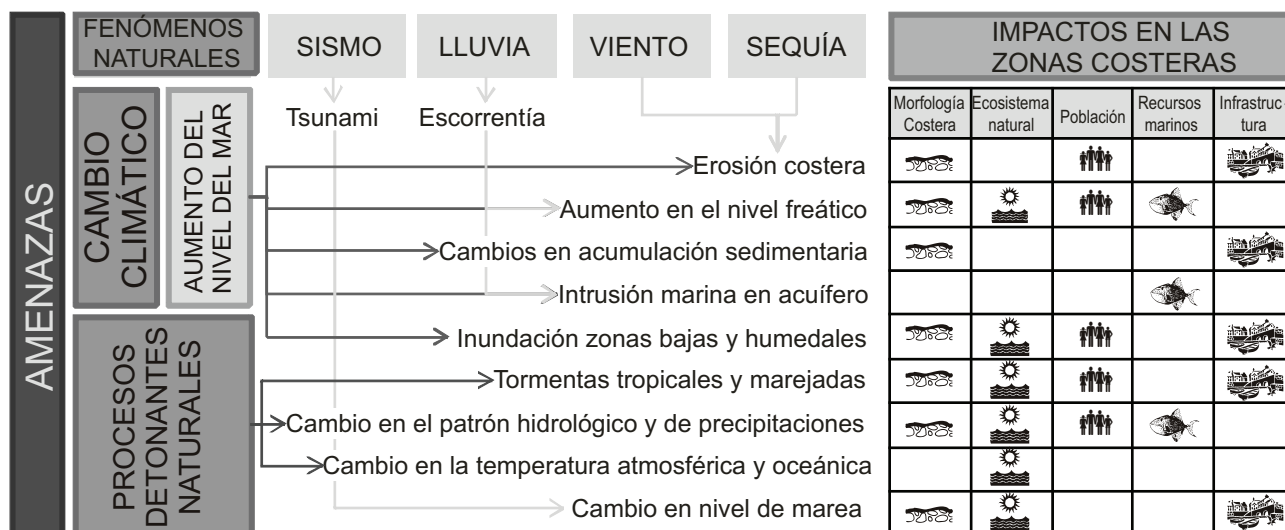 AMENAZAS
FENÓMENOS
NATURALES
SISMO
LLUVIA
VIENTO
SEQUÍA
IMPACTOS EN LAS
ZONAS COSTERAS
CAMBIO
CLIMÁTICO
AUMENTO DEL
NIVEL DEL MAR
Tsunami
Escorrentía
Morfología
Costera
Ecosistema
natural
Población
Recursos
marinos
Infrastruc
tura
Erosión costera
Aumento en el nivel freático
Cambios en acumulación sedimentaria
Intrusión marina en acuífero
Inundación zonas bajas y humedales
PROCESOS
DETONANTES
NATURALES
Tormentas tropicales y marejadas
Cambio en el patrón hidrológico y de precipitaciones
Cambio en la temperatura atmosférica y oceánica
Cambio en nivel de marea